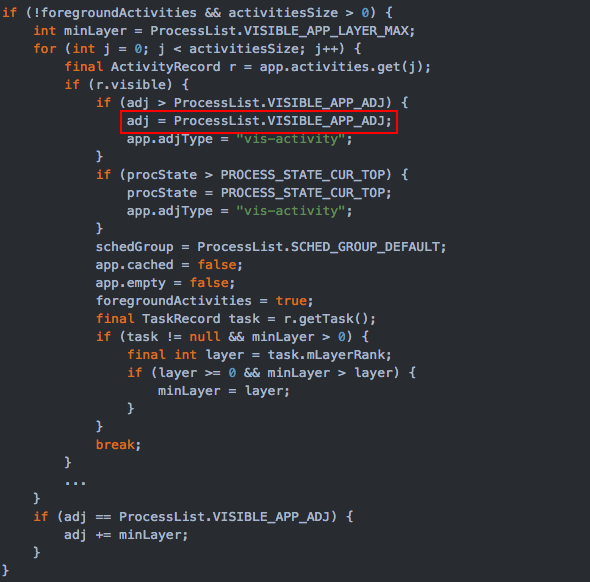 if (!foregroundActivities && activitiesSize > 0) {
    int minLayer = ProcessList.VISIBLE_APP_LAYER_MAX;
    for (int j = 0; j < activitiesSize; j++) {
        final ActivityRecord r = app.activities.get(j);
        if (r.visible) {
            if (adj > ProcessList.VISIBLE_APP_ADJ) {
                adj = ProcessList.VISIBLE_APP_ADJ;
                app.adjType = "vis-activity";
            }
            if (procState > PROCESS_STATE_CUR_TOP) {
                procState = PROCESS_STATE_CUR_TOP;
                app.adjType = "vis-activity";
            }
            schedGroup = ProcessList.SCHED_GROUP_DEFAULT;
            app.cached = false;
            app.empty = false;
            foregroundActivities = true;
            final TaskRecord task = r.getTask();
            if (task != null && minLayer > 0) {
                final int layer = task.mLayerRank;
                if (layer >= 0 && minLayer > layer) {
                    minLayer = layer;
                }
            }
            break;
        }
        ...
    }
    if (adj == ProcessList.VISIBLE_APP_ADJ) {
        adj += minLayer;
    }
}